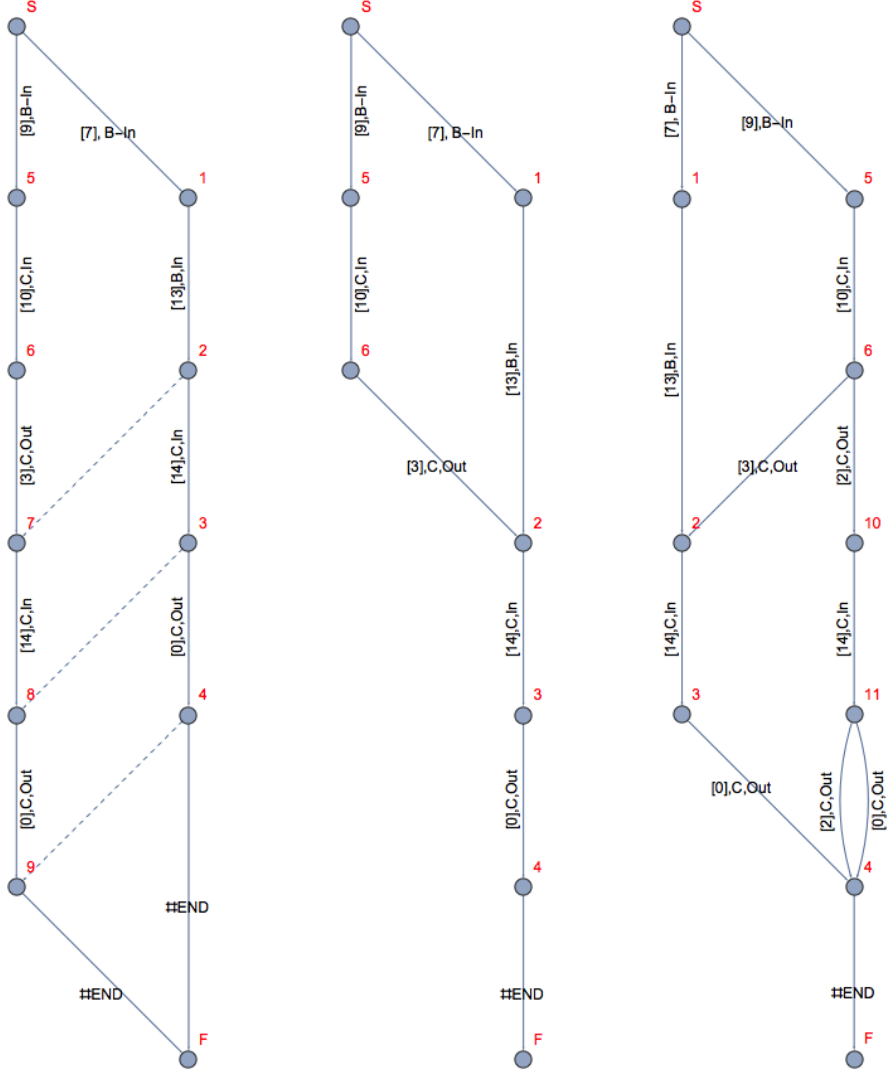 S
[9],B-In
[7], B-In
5
1
[10],C,In
[13],B,In
6
2
[3],C,Out
[14],C,In
7
3
[14],C,In
[0],C,Out
8
4
[0],C,Out
9
#END
#END
F
S
[9],B-In
[7], B-In
5
1
[10],C,In
[13],B,In
6
[3],C,Out
2
[14],C,In
3
[0],C,Out
4
#END
F
S
[7], B-In
[9],B-In
1
5
[10],C,In
[13],B,In
6
[3],C,Out
[2],C,Out
2
10
[14],C,In
[14],C,In
3
11
[0],C,Out
[2],C,Out
[0],C,Out
4
#END
F